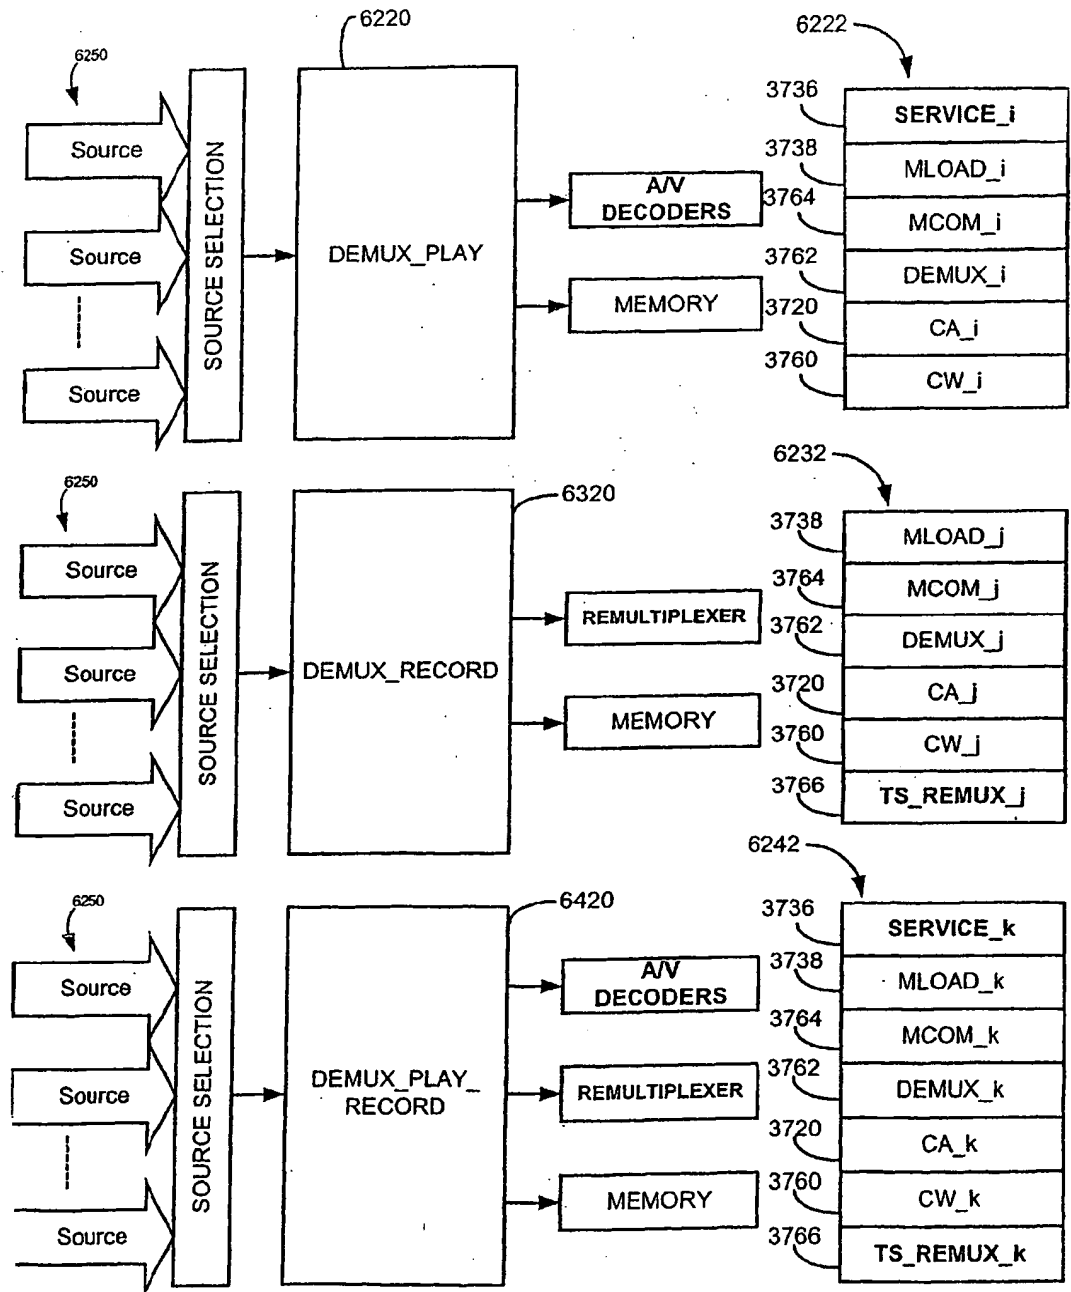 6220
6222
6250
3736
SERVICE_i
Source
SOURCE SELECTION
3738
MLOAD_i
A/V
DECODERS
3764
MCOM_i
Source
DEMUX_PLAY
3762
DEMUX_i
MEMORY
3720
CA_i
3760
CW_i
Source
6232
6250
6320
3738
MLOAD_j
Source
SOURCE SELECTION
3764
MCOM_j
REMULTIPLEXER
3762
DEMUX_j
Source
DEMUX_RECORD
3720
CA_j
MEMORY
3760
CW_j
3766
TS_REMUX_j
Source
6242
6250
6420
3736
SERVICE_k
Source
SOURCE SELECTION
A/V
DECODERS
3738
MLOAD_k
3764
MCOM_k
Source
DEMUX_PLAY_
RECORD
REMULTIPLEXER
3762
DEMUX_k
3720
CA_k
MEMORY
3760
CW_k
Source
3766
TS_REMUX_k